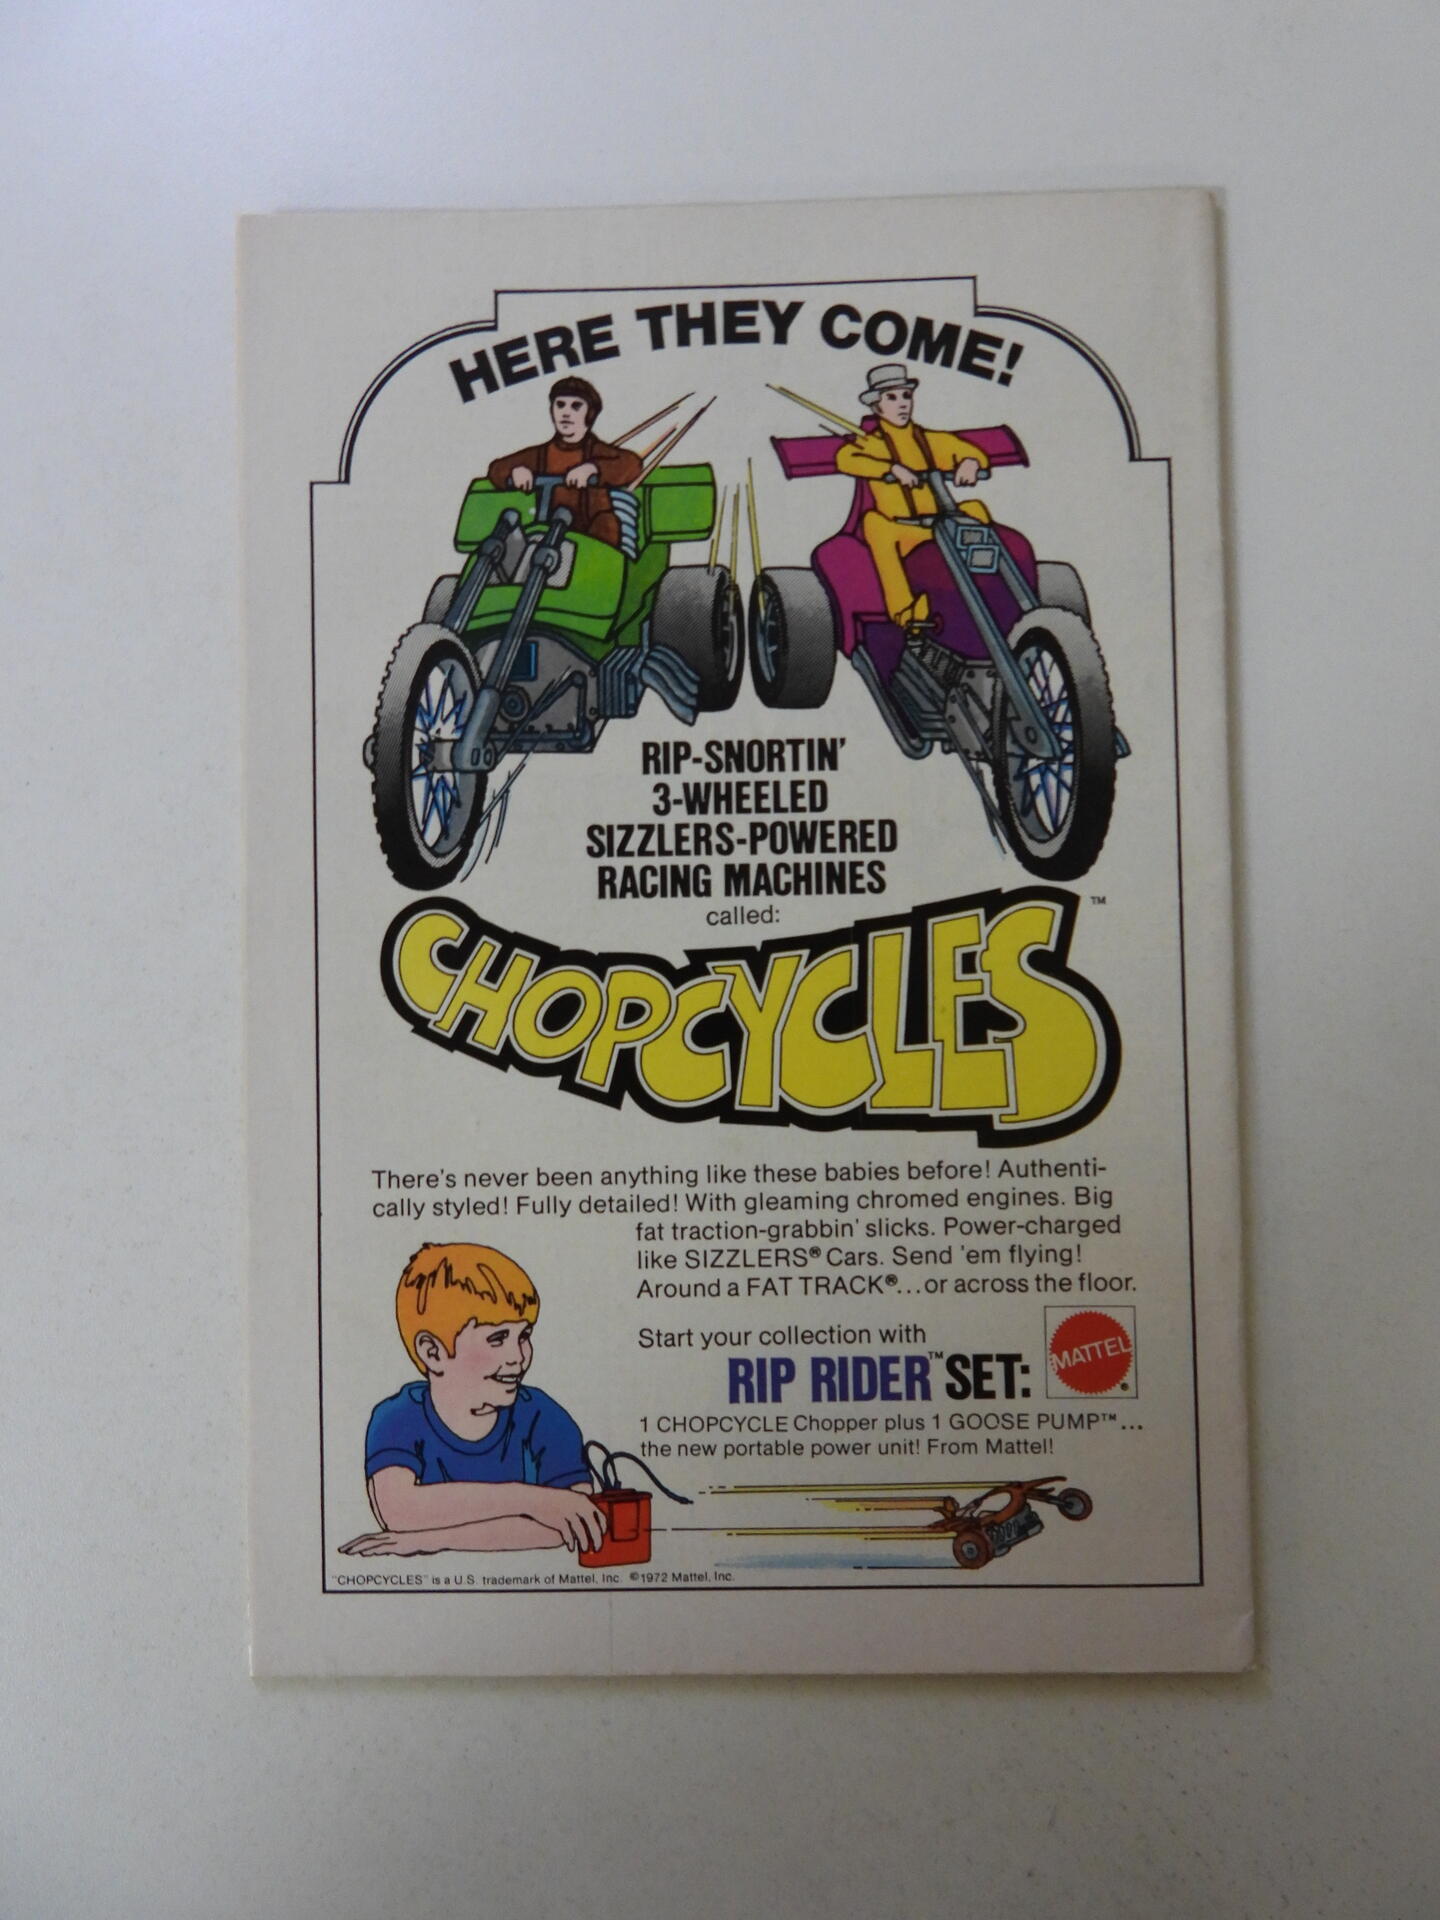 HERE THEY COME!
RIP-SNORTIN'
3-WHEELED
SIZZLERS-POWERED
RACING MACHINES
called:
CHOPCYCLES™
There's never been anything like these babies before! Authenti-
cally styled! Fully detailed! With gleaming chromed engines. Big
fat traction-grabbin' slicks. Power-charged
like SIZZLERS® Cars. Send 'em flying!
Around a FAT TRACK®...or across the floor.
Start your collection with
RIP RIDER™ SET:
MATTEL®
1 CHOPCYCLE Chopper plus 1 GOOSE PUMP™...
the new portable power unit! From Mattel!
"CHOPCYCLES" is a U.S. trademark of Mattel, Inc. ©1972 Mattel, Inc.